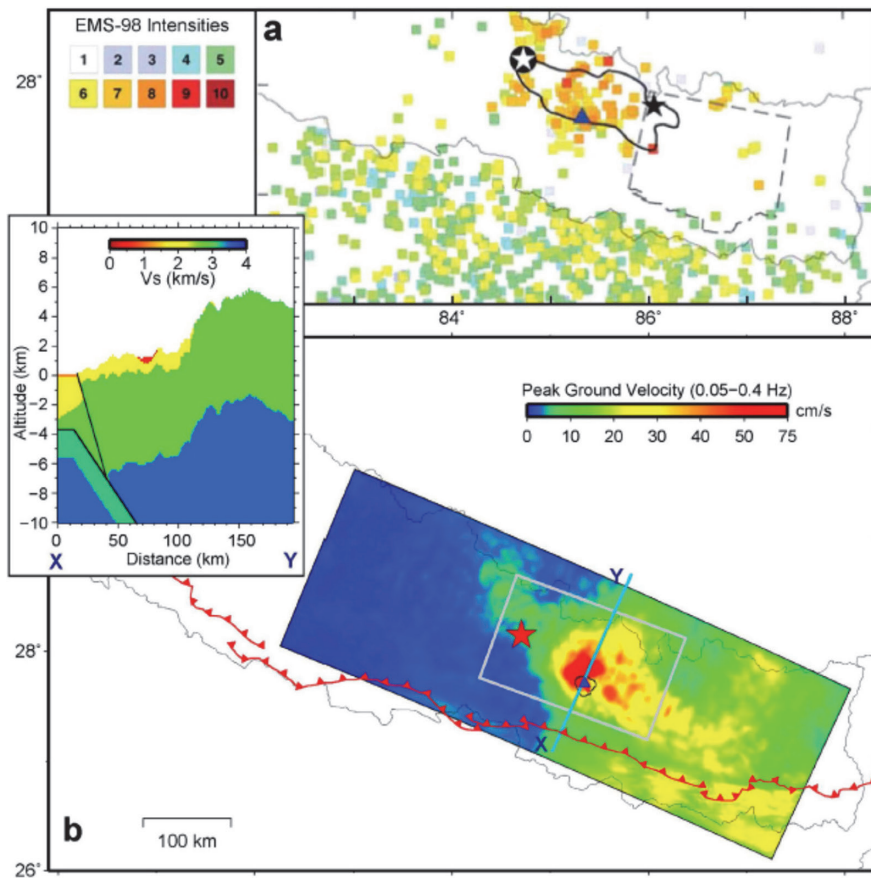 EMS-98 Intensities
1 2 3 4 5
6 7 8 9 10
a
28°
84° 86° 88°
10
8
6
4
2
0
−2
−4
−6
−8
−10
Altitude (km)
0 1 2 3 4
Vs (km/s)
0 50 100 150
X Distance (km) Y
Peak Ground Velocity (0.05−0.4 Hz)
cm/s
0 10 20 30 40 50 75
Y
28°
X
b
100 km
26°